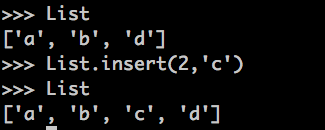 >>> List
['a', 'b', 'd']
>>> List.insert(2,'c')
>>> List
['a', 'b', 'c', 'd']